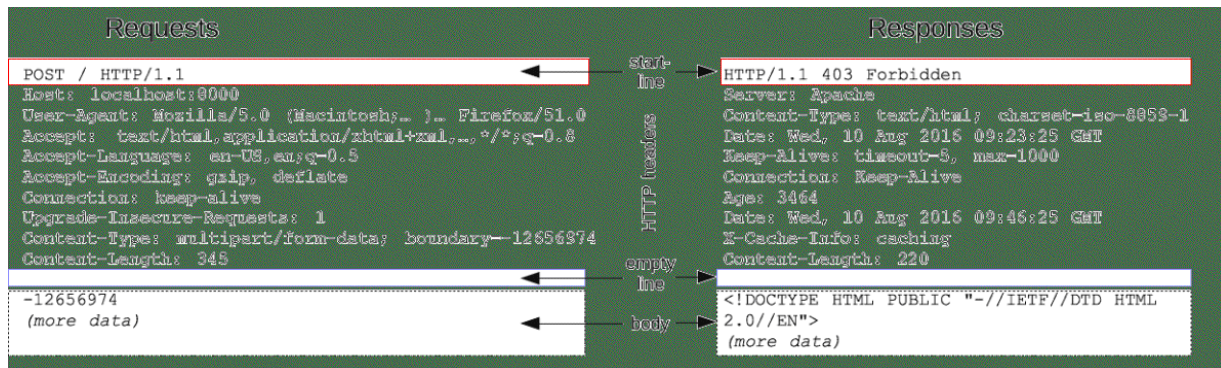 Requests
POST / HTTP/1.1
Host: localhost:8000
User-Agent: Mozilla/5.0 (Macintosh;… )… Firefox/51.0
Accept: text/html,application/xhtml+xml,…,*/*;q=0.8
Accept-Language: en-US,en;q=0.5
Accept-Encoding: gzip, deflate
Connection: keep-alive
Upgrade-Insecure-Requests: 1
Content-Type: multipart/form-data; boundary=-12656974
Content-Length: 345
-12656974
(more data)
start-
line
HTTP headers
empty
line
body
Responses
HTTP/1.1 403 Forbidden
Server: Apache
Content-Type: text/html; charset=iso-8859-1
Date: Wed, 10 Aug 2016 09:23:25 GMT
Keep-Alive: timeout=5, max=1000
Connection: Keep-Alive
Age: 3464
Date: Wed, 10 Aug 2016 09:46:25 GMT
X-Cache-Info: caching
Content-Length: 220
<!DOCTYPE HTML PUBLIC "-//IETF//DTD HTML
2.0//EN">
(more data)